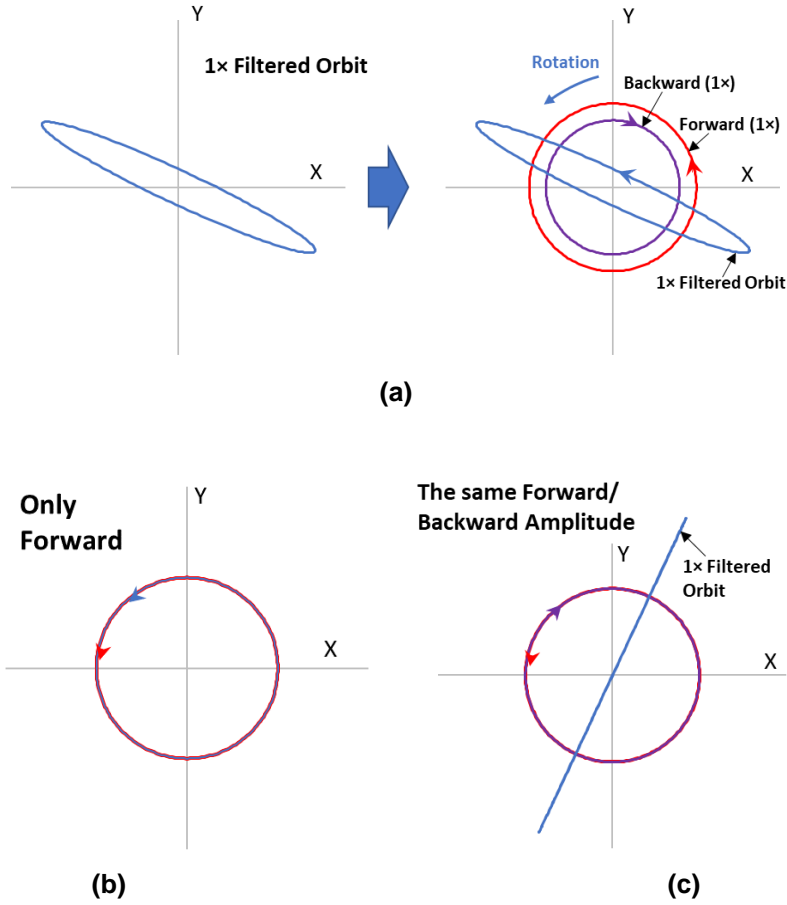 Y
1× Filtered Orbit
X
Y
Rotation
Backward (1×)
Forward (1×)
X
1× Filtered Orbit
(a)
Only
Forward
Y
X
(b)
The same Forward/
Backward Amplitude
Y
1× Filtered
Orbit
X
(c)